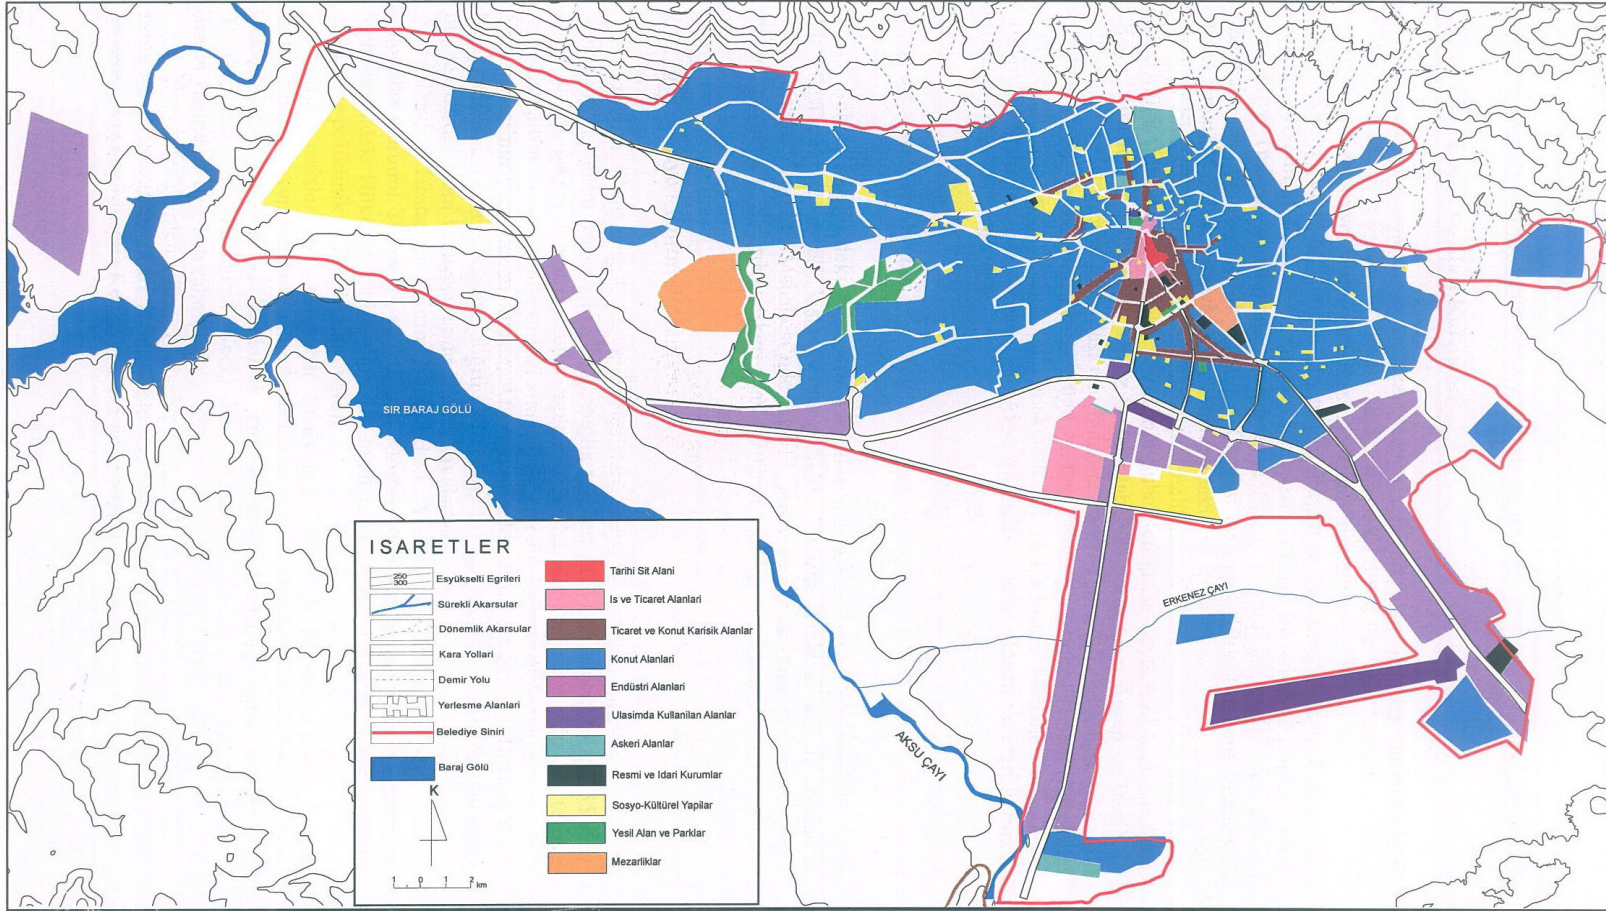 SIR BARAJ GÖLÜ
ERKENEZ ÇAYI
AKSU ÇAYI
ISARETLER
250
300
Esyükselti Egrileri
Sürekli Akarsular
Dönemlik Akarsular
Kara Yollari
Demir Yolu
Yerlesme Alanlari
Belediye Siniri
Baraj Gölü
K
1 0 1 2 km
Tarihi Sit Alani
Is ve Ticaret Alanlari
Ticaret ve Konut Karisik Alanlar
Konut Alanlari
Endüstri Alanlari
Ulasimda Kullanilan Alanlar
Askeri Alanlar
Resmi ve Idari Kurumlar
Sosyo-Kültürel Yapilar
Yesil Alan ve Parklar
Mezarliklar